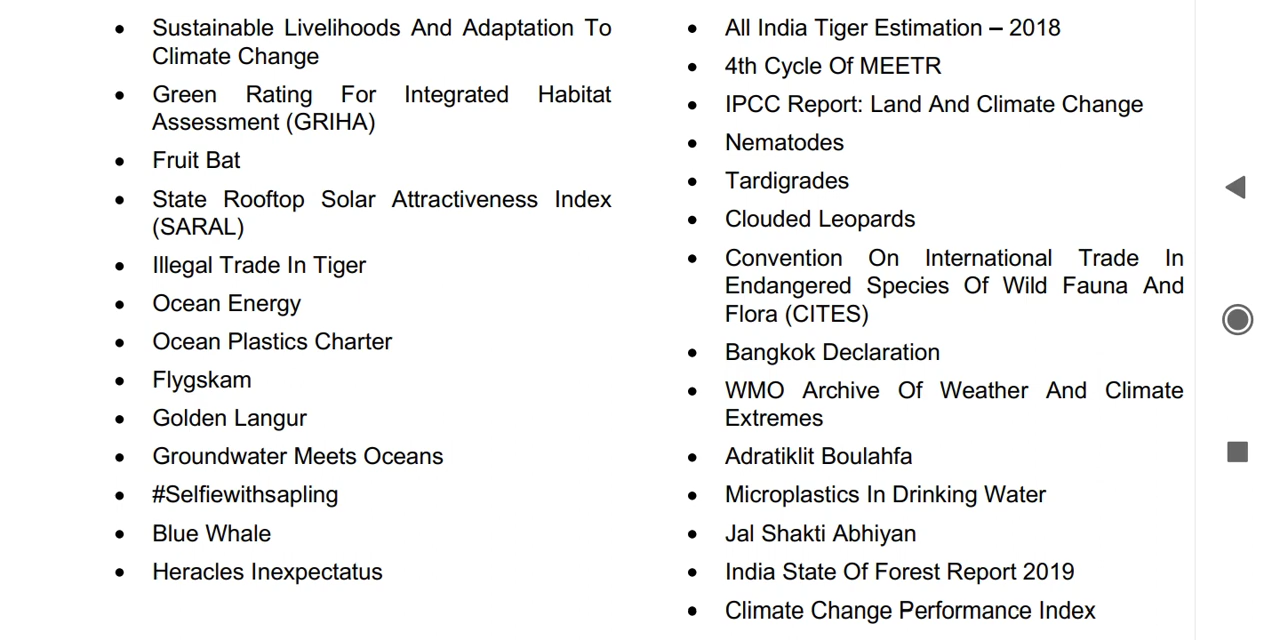 Sustainable Livelihoods And Adaptation To
Climate Change
Green Rating For Integrated Habitat
Assessment (GRIHA)
Fruit Bat
State Rooftop Solar Attractiveness Index
(SARAL)
Illegal Trade In Tiger
Ocean Energy
Ocean Plastics Charter
Flygskam
Golden Langur
Groundwater Meets Oceans
#Selfiewithsapling
Blue Whale
Heracles Inexpectatus
All India Tiger Estimation – 2018
4th Cycle Of MEETR
IPCC Report: Land And Climate Change
Nematodes
Tardigrades
Clouded Leopards
Convention On International Trade In
Endangered Species Of Wild Fauna And
Flora (CITES)
Bangkok Declaration
WMO Archive Of Weather And Climate
Extremes
Adratiklit Boulahfa
Microplastics In Drinking Water
Jal Shakti Abhiyan
India State Of Forest Report 2019
Climate Change Performance Index